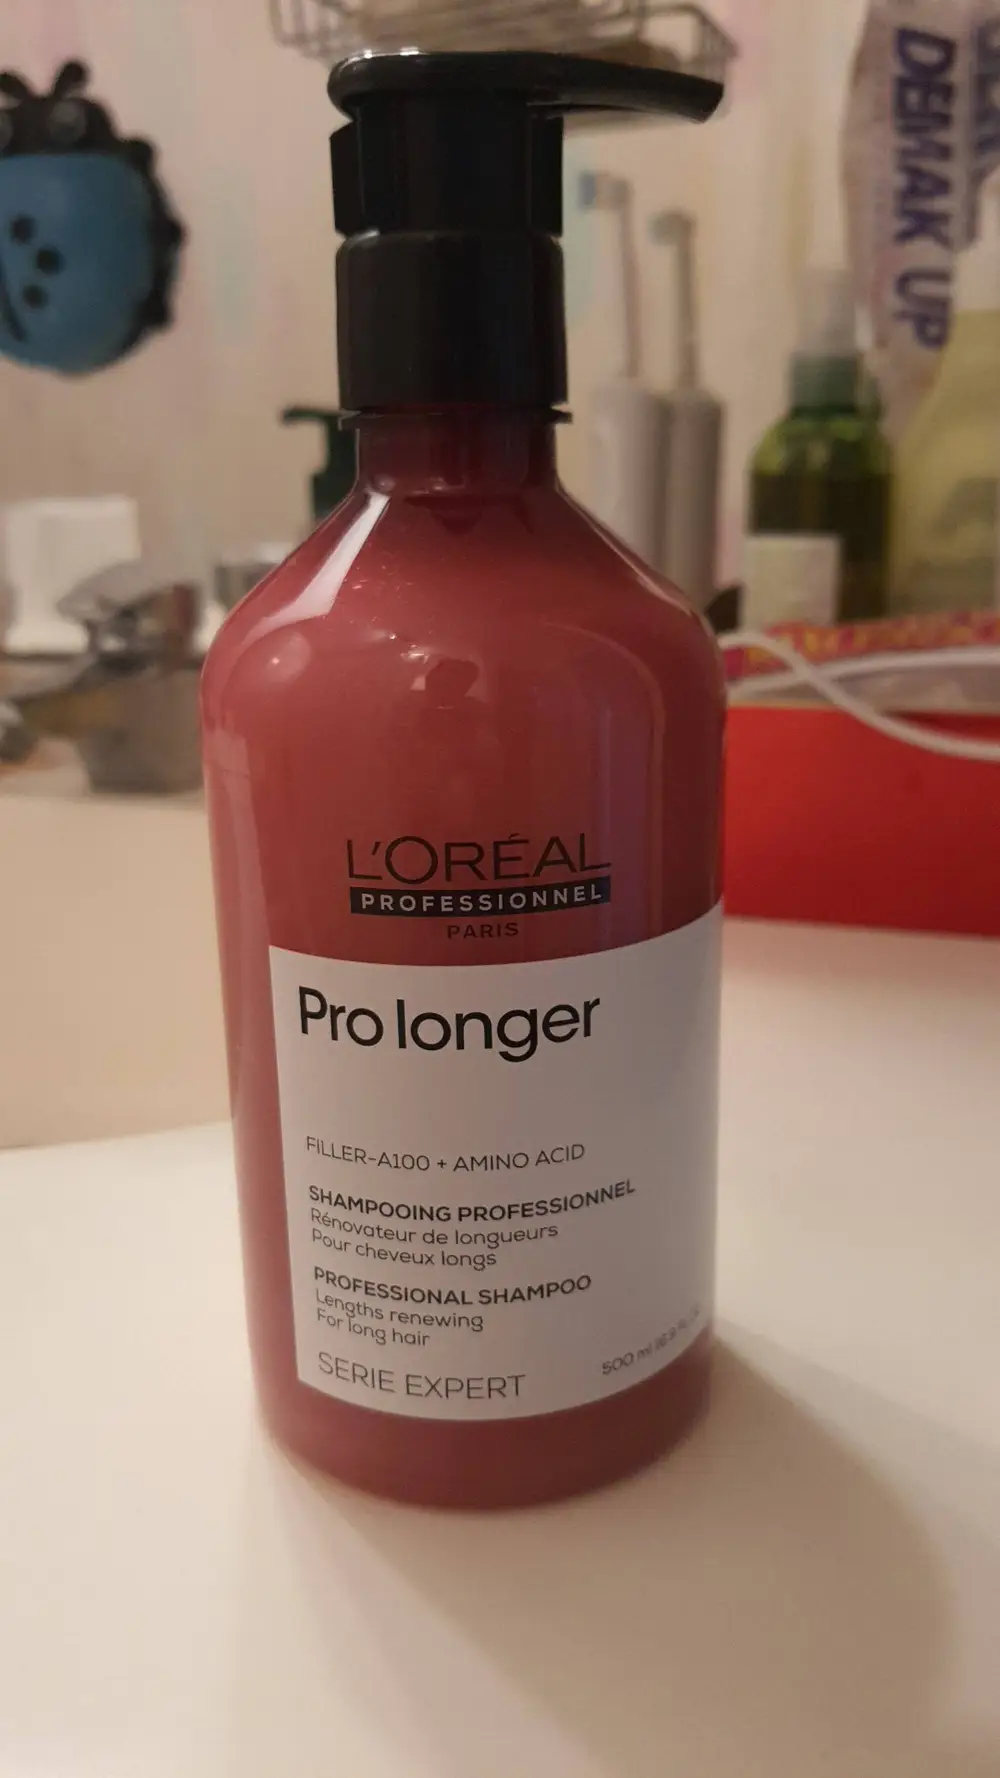 DEMAK UP
L'ORÉAL
PROFESSIONNEL
PARIS
Pro longer
FILLER-A100 + AMINO ACID
SHAMPOOING PROFESSIONNEL
Rénovateur de longueurs
Pour cheveux longs
PROFESSIONAL SHAMPOO
Lengths renewing
For long hair
SERIE EXPERT
500 ml